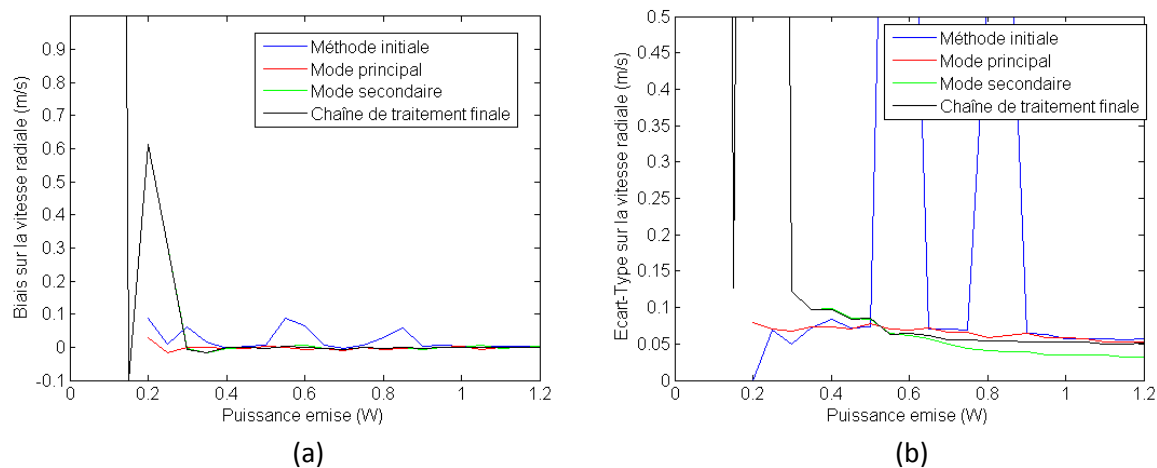 Biais sur la vitesse radiale (m/s)
0.9
0.8
0.7
0.6
0.5
0.4
0.3
0.2
0.1
0
-0.1
0
0.2
0.4
0.6
0.8
1
1.2
Puissance emise (W)
Méthode initiale
Mode principal
Mode secondaire
Chaîne de traitement finale
(a)
Ecart-Type sur la vitesse radiale (m/s)
0.5
0.45
0.4
0.35
0.3
0.25
0.2
0.15
0.1
0.05
0
0
0.2
0.4
0.6
0.8
1
1.2
Puissance emise (W)
Méthode initiale
Mode principal
Mode secondaire
Chaîne de traitement finale
(b)